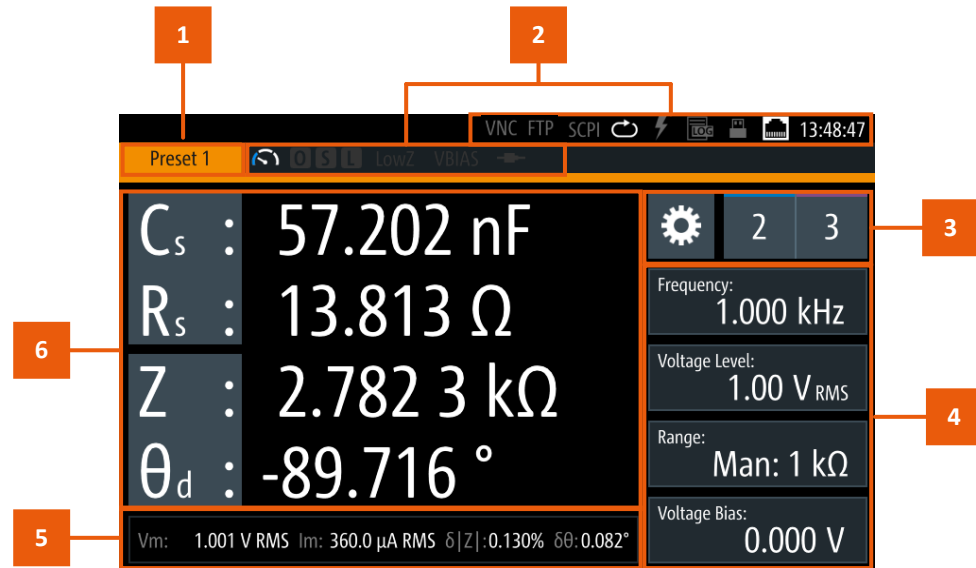 1
2
VNC FTP SCPI LOG 13:48:47
Preset 1 O S L LowZ VBIAS
Cs : 57.202 nF
Rs : 13.813 Ω
Z : 2.782 3 kΩ
θd : -89.716 °
2 3
3
Frequency:
1.000 kHz
Voltage Level:
1.00 V RMS
Range:
Man: 1 kΩ
Voltage Bias:
0.000 V
4
6
5
Vm: 1.001 V RMS Im: 360.0 µA RMS δ|Z|:0.130% δθ:0.082°